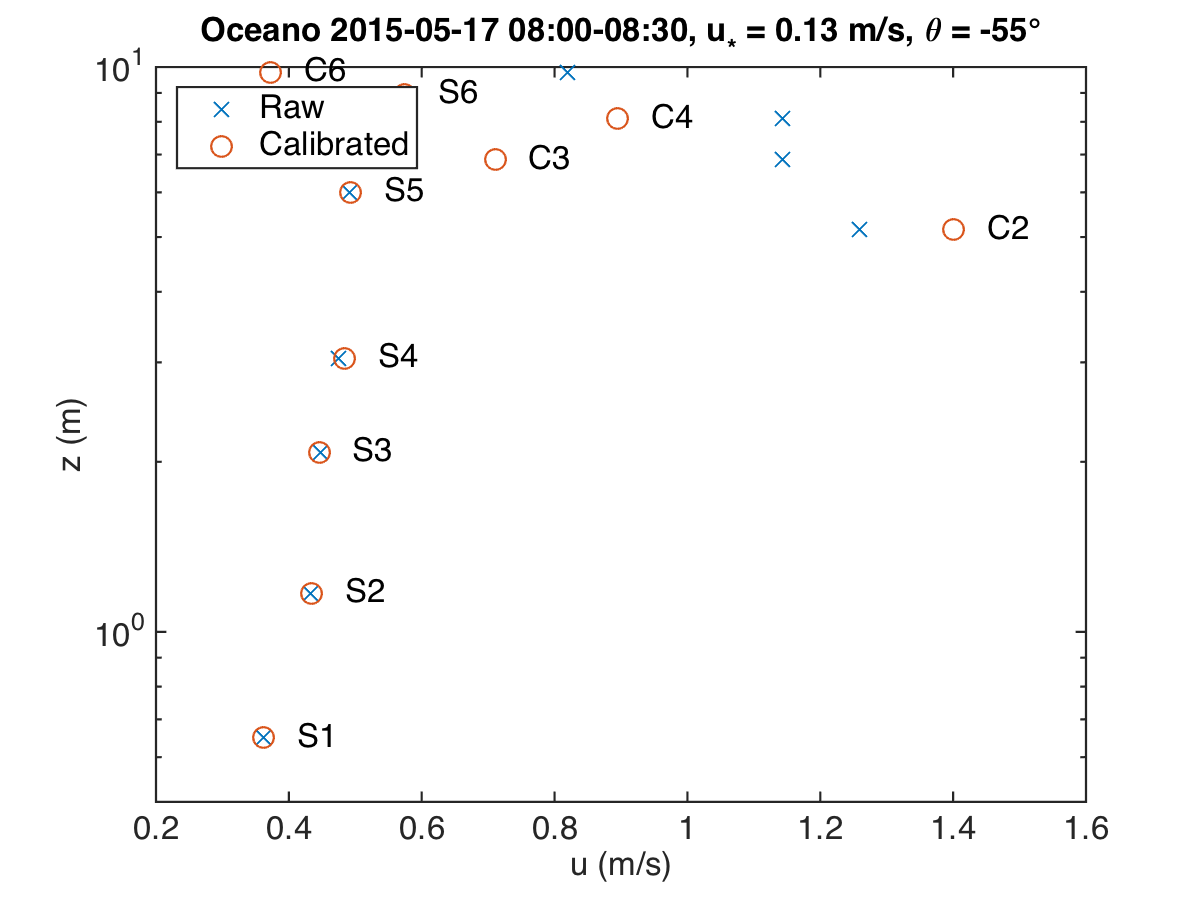 Oceano 2015-05-17 08:00-08:30, u* = 0.13 m/s, θ = -55°
10^1
C6
S6
Raw
C4
Calibrated
C3
S5
C2
S4
z (m)
S3
S2
10^0
S1
0.2 0.4 0.6 0.8 1 1.2 1.4 1.6
u (m/s)